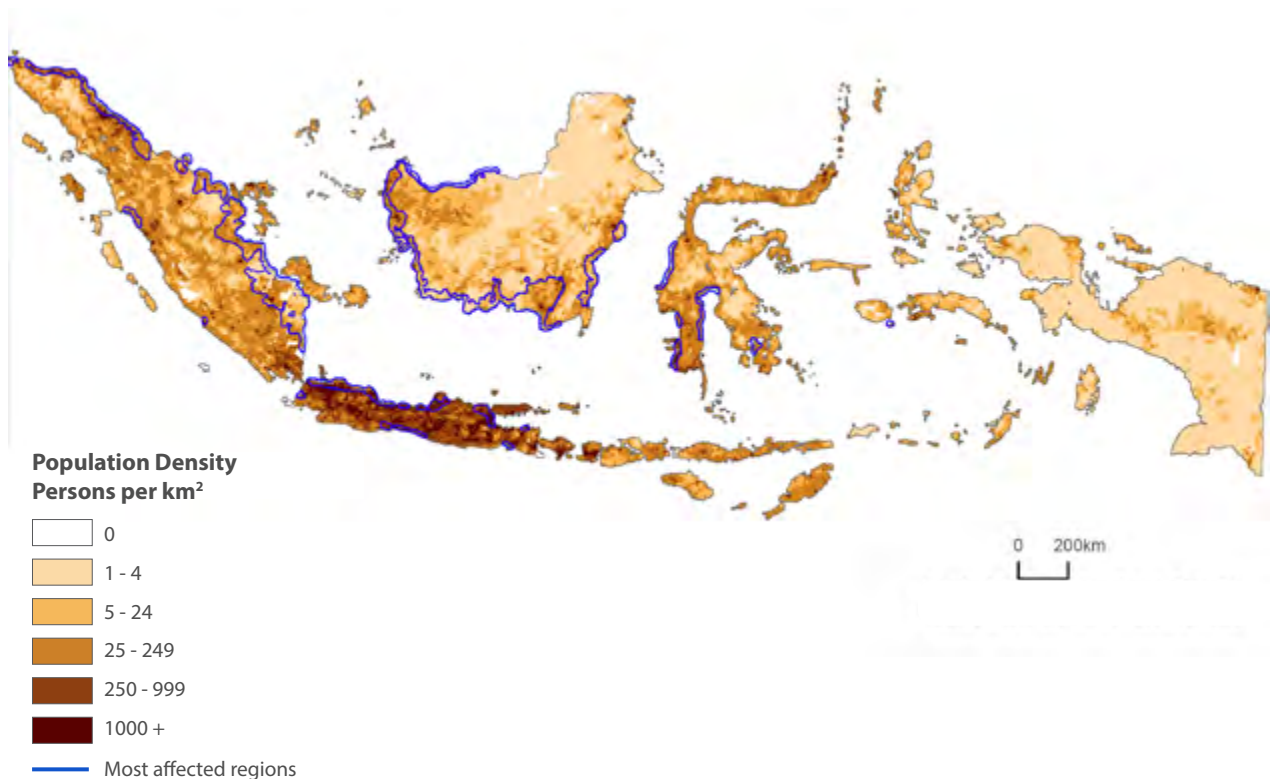 Population Density
Persons per km²
0
1 - 4
5 - 24
25 - 249
250 - 999
1000 +
Most affected regions
0 200km